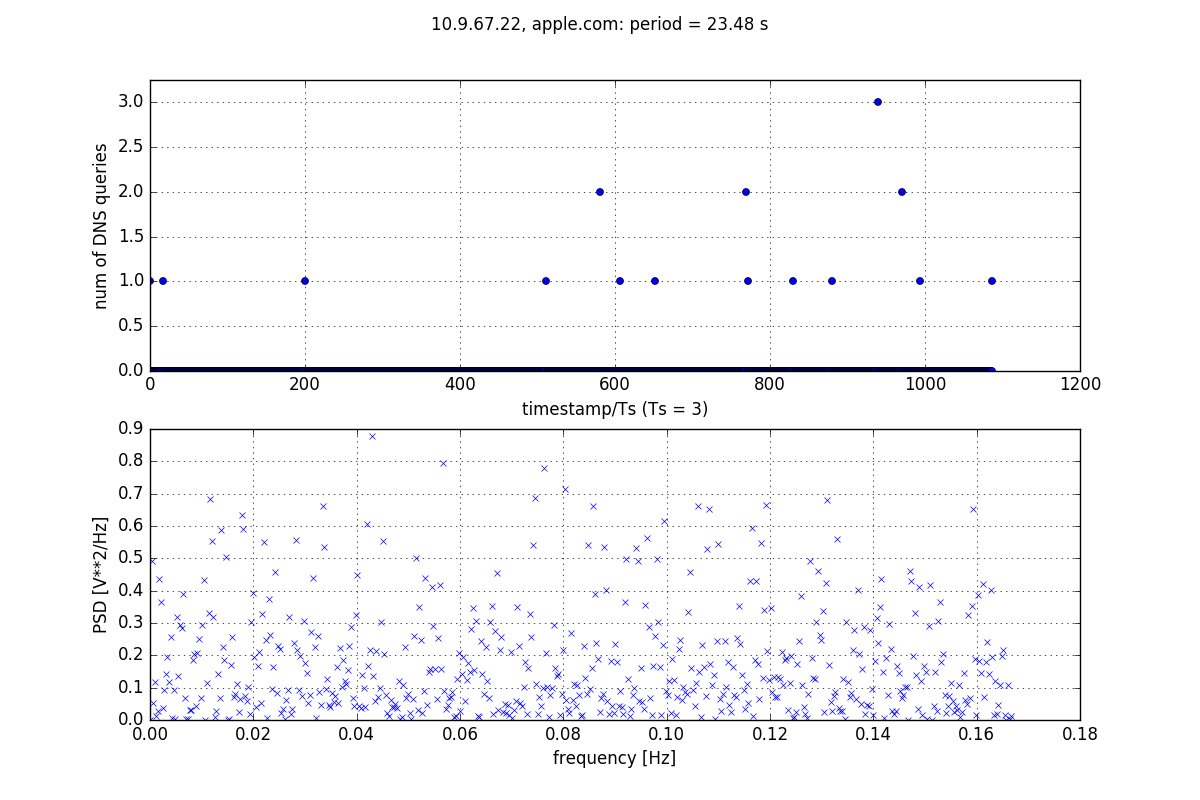 10.9.67.22, apple.com: period = 23.48 s
3.0
2.5
2.0
1.5
1.0
0.5
0.0
num of DNS queries
0 200 400 600 800 1000 1200
timestamp/Ts (Ts = 3)
0.9
0.8
0.7
0.6
0.5
0.4
0.3
0.2
0.1
0.0
PSD [V**2/Hz]
0.00 0.02 0.04 0.06 0.08 0.10 0.12 0.14 0.16 0.18
frequency [Hz]